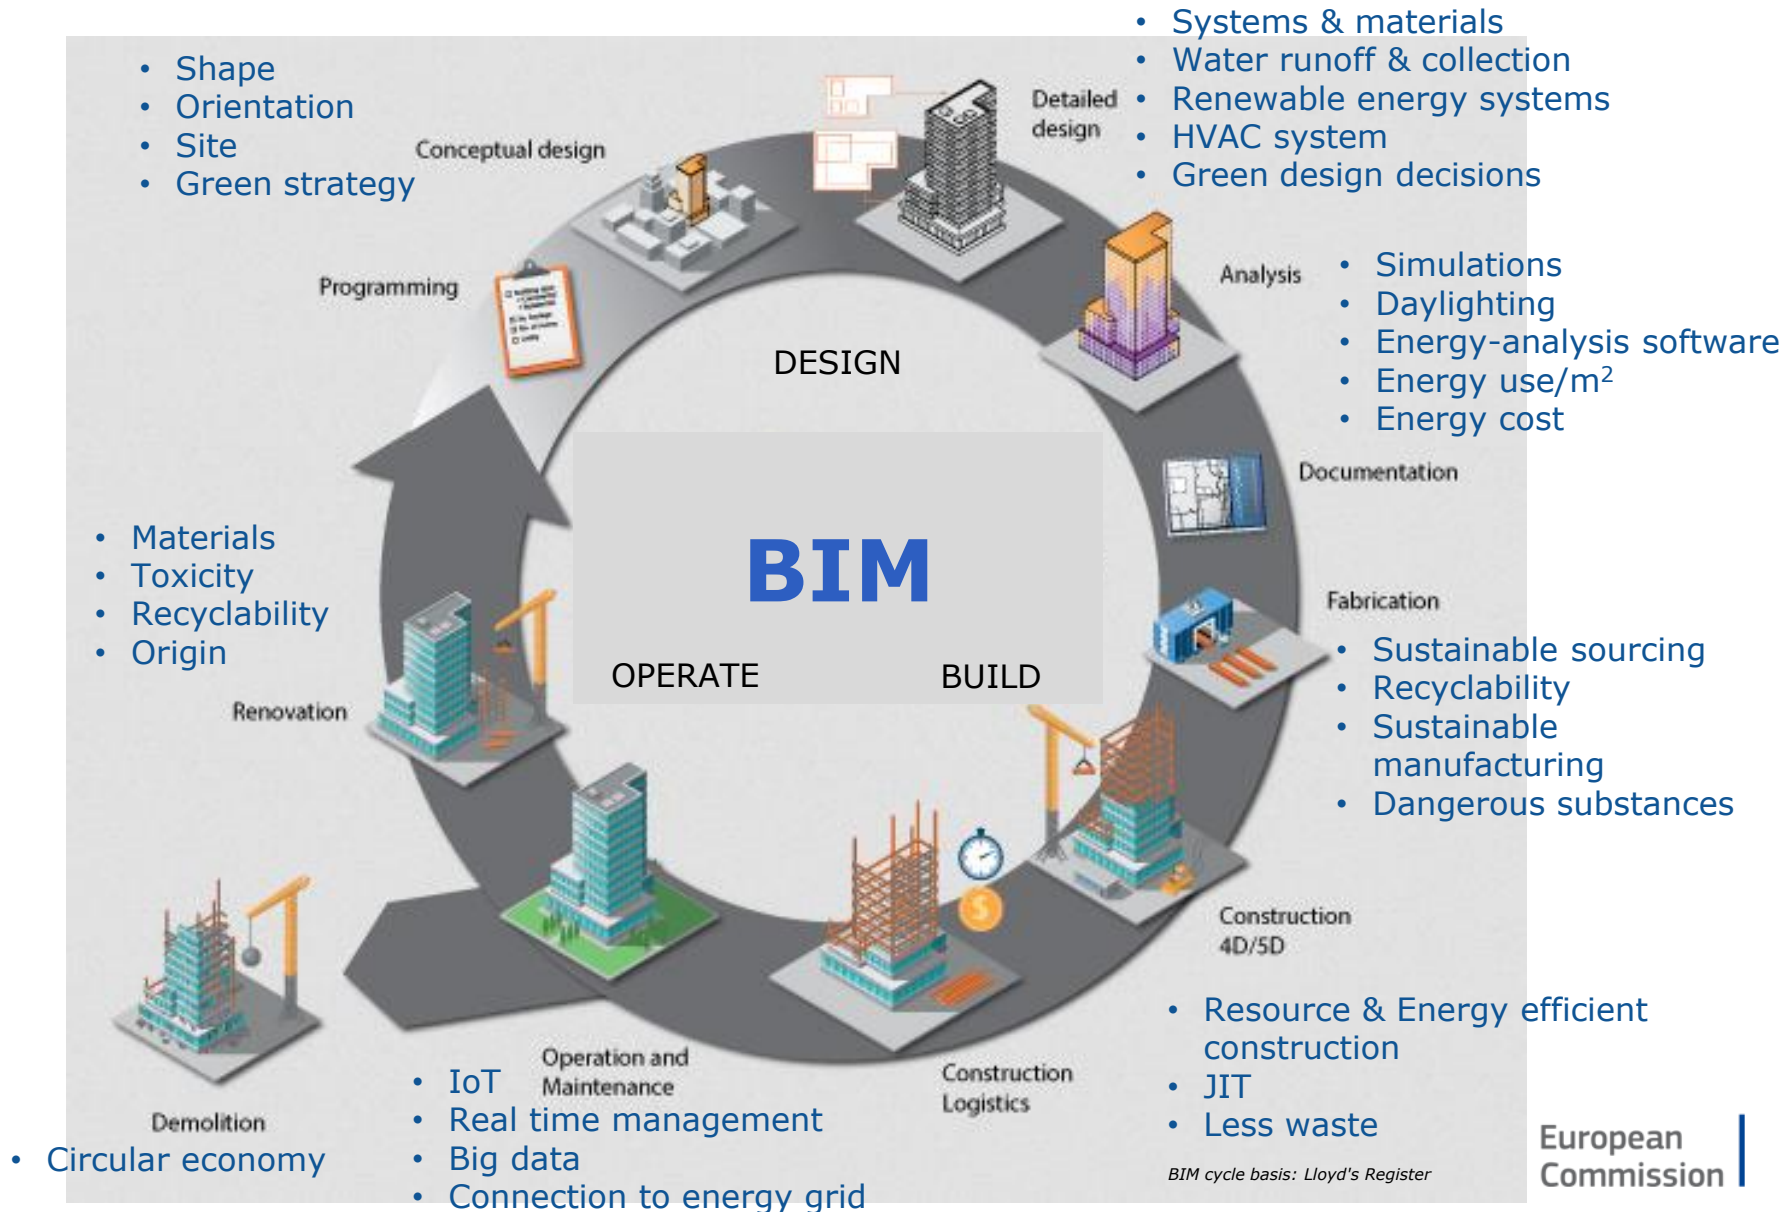 • Systems & materials
• Water runoff & collection
• Renewable energy systems
• HVAC system
• Green design decisions
Detailed
design
• Shape
• Orientation
• Site
• Green strategy
Conceptual design
Programming
Analysis
• Simulations
• Daylighting
• Energy-analysis software
• Energy use/m²
• Energy cost
DESIGN
Documentation
BIM
OPERATE
BUILD
• Materials
• Toxicity
• Recyclability
• Origin
Renovation
Fabrication
• Sustainable sourcing
• Recyclability
• Sustainable
manufacturing
• Dangerous substances
$
Construction
4D/5D
• Resource & Energy efficient
construction
• JIT
• Less waste
Construction
Logistics
Operation and
Maintenance
• IoT
• Real time management
• Big data
• Connection to energy grid
Demolition
• Circular economy
BIM cycle basis: Lloyd's Register
European
Commission